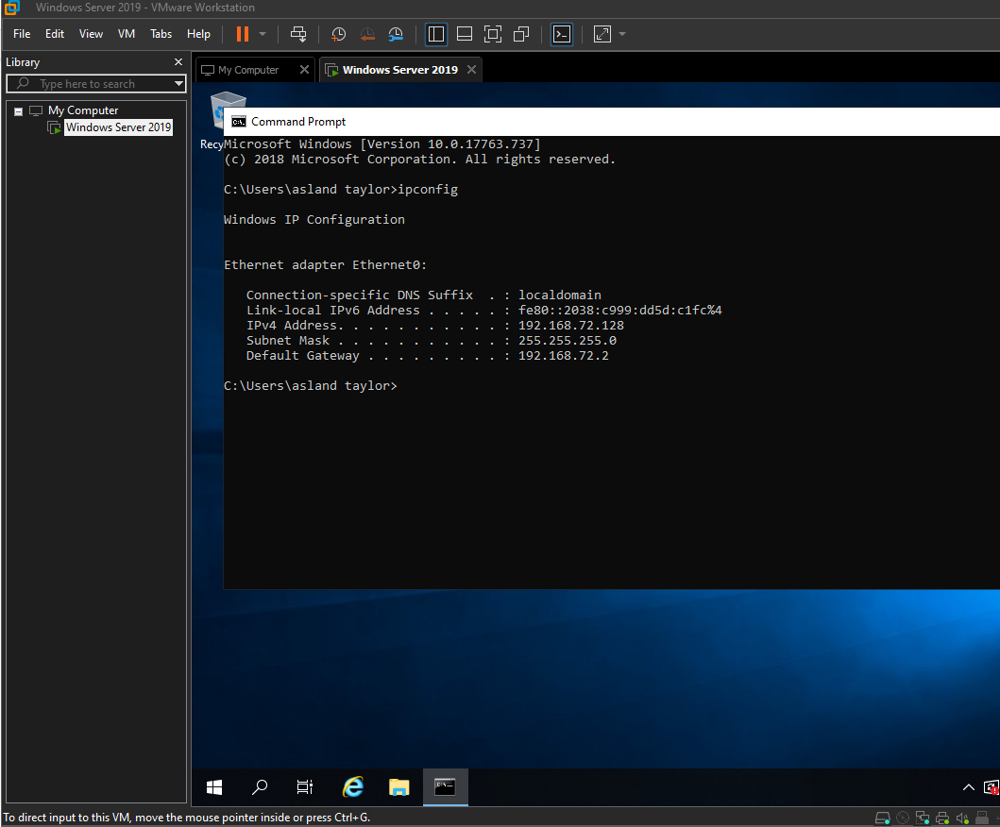 Windows Server 2019 - VMware Workstation
File Edit View VM Tabs Help
Library
My Computer
Windows Server 2019
Type here to search
My Computer
Windows Server 2019
Command Prompt
Recy
Microsoft Windows [Version 10.0.17763.737]
(c) 2018 Microsoft Corporation. All rights reserved.
C:\Users\asland taylor>ipconfig
Windows IP Configuration
Ethernet adapter Ethernet0:
Connection-specific DNS Suffix  . : localdomain
Link-local IPv6 Address . . . . . : fe80::2038:c999:dd5d:c1fc%4
IPv4 Address. . . . . . . . . . . : 192.168.72.128
Subnet Mask . . . . . . . . . . . : 255.255.255.0
Default Gateway . . . . . . . . . : 192.168.72.2
C:\Users\asland taylor>
To direct input to this VM, move the mouse pointer inside or press Ctrl+G.